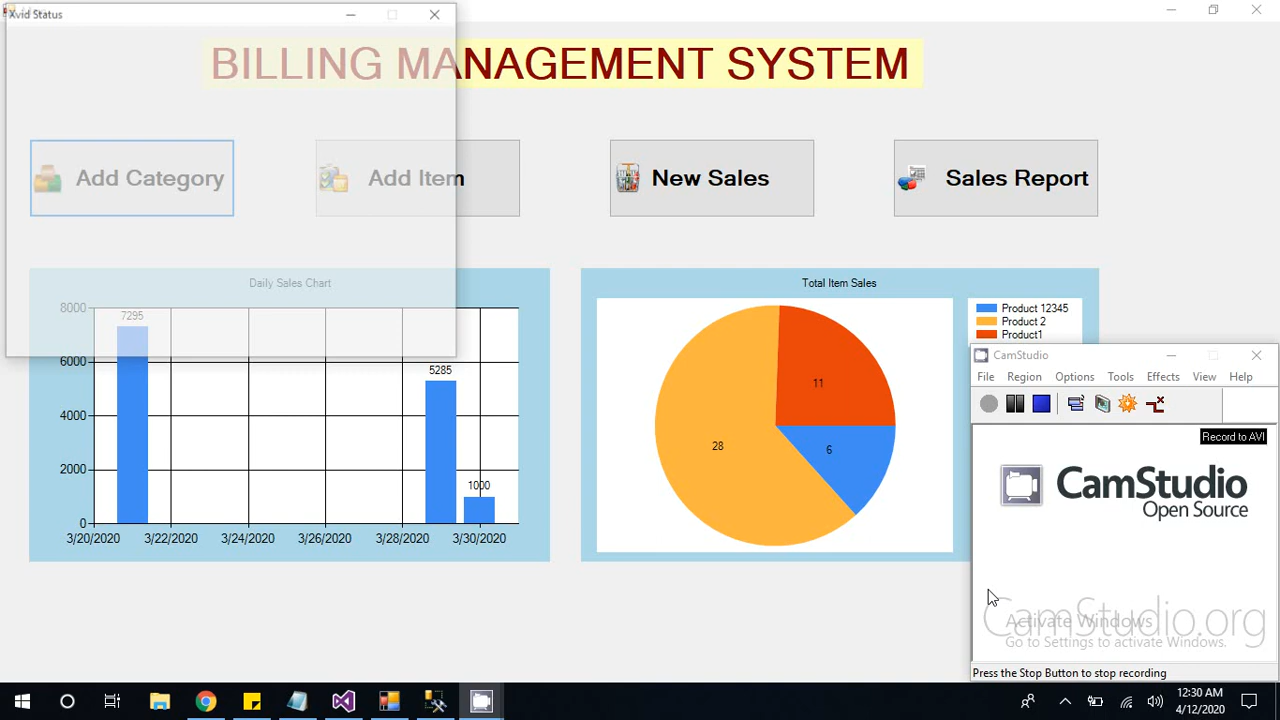 Xvid Status
BILLING MANAGEMENT SYSTEM
Add Category
Add Item
New Sales
Sales Report
Daily Sales Chart
8000
6000
4000
2000
0
7295
5285
1000
3/20/2020
3/22/2020
3/24/2020
3/26/2020
3/28/2020
3/30/2020
Total Item Sales
11
28
6
Product 12345
Product 2
Product1
CamStudio
File Region Options Tools Effects View Help
Record to AVI
CamStudio
Open Source
CamStudio.org
Activate Windows
Go to Settings to activate Windows.
Press the Stop Button to stop recording
12:30 AM
4/12/2020